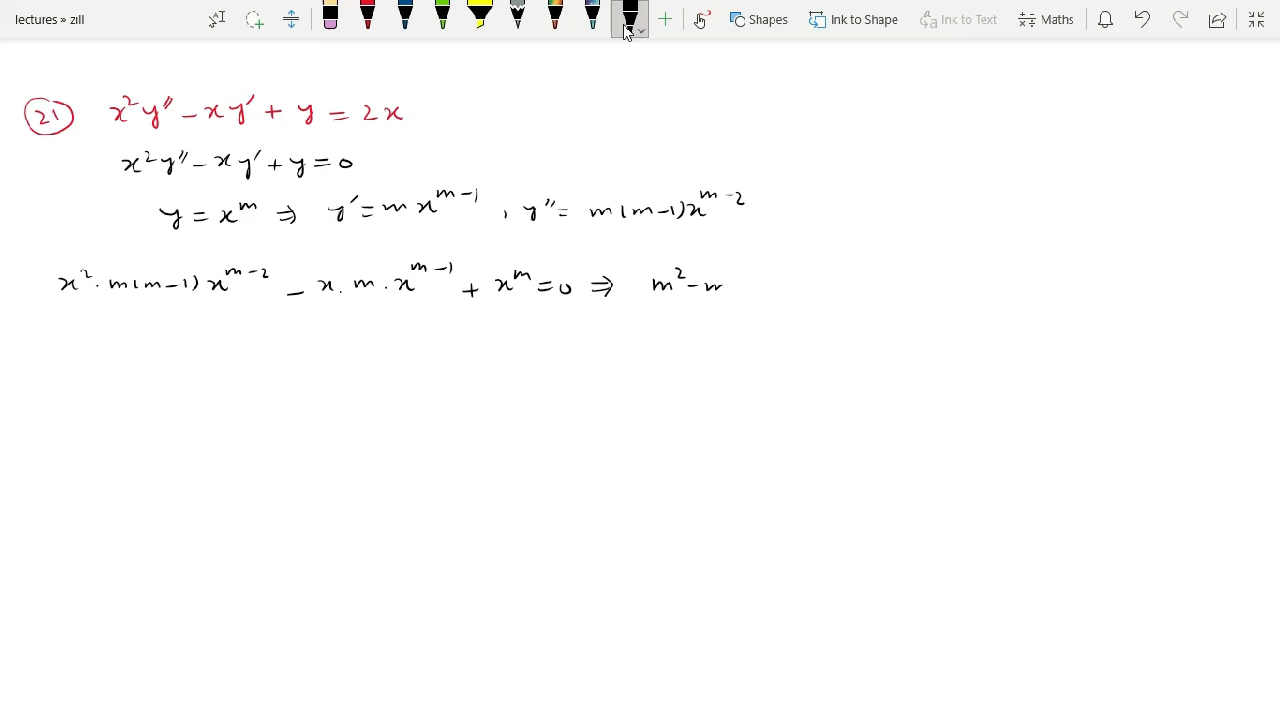 lectures » zill
Shapes Ink to Shape Ink to Text Maths
21 x²y″ − xy′ + y = 2x
x²y″ − xy′ + y = 0
y = x^m ⇒ y′ = m x^{m−1} , y″ = m(m−1)x^{m−2}
x² · m(m−1) x^{m−2} − x · m · x^{m−1} + x^m = 0 ⇒ m² − m